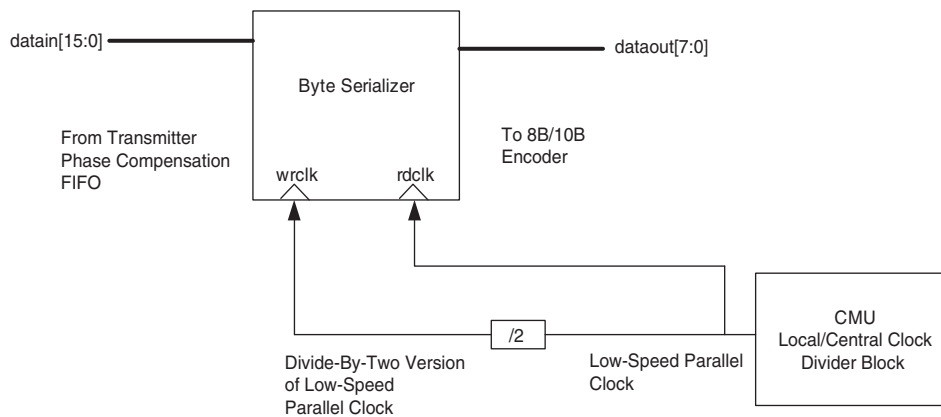 datain[15:0]
dataout[7:0]
Byte Serializer
From Transmitter
Phase Compensation
FIFO
To 8B/10B
Encoder
wrclk
rdclk
/2
CMU
Local/Central Clock
Divider Block
Divide-By-Two Version
of Low-Speed
Parallel Clock
Low-Speed Parallel
Clock